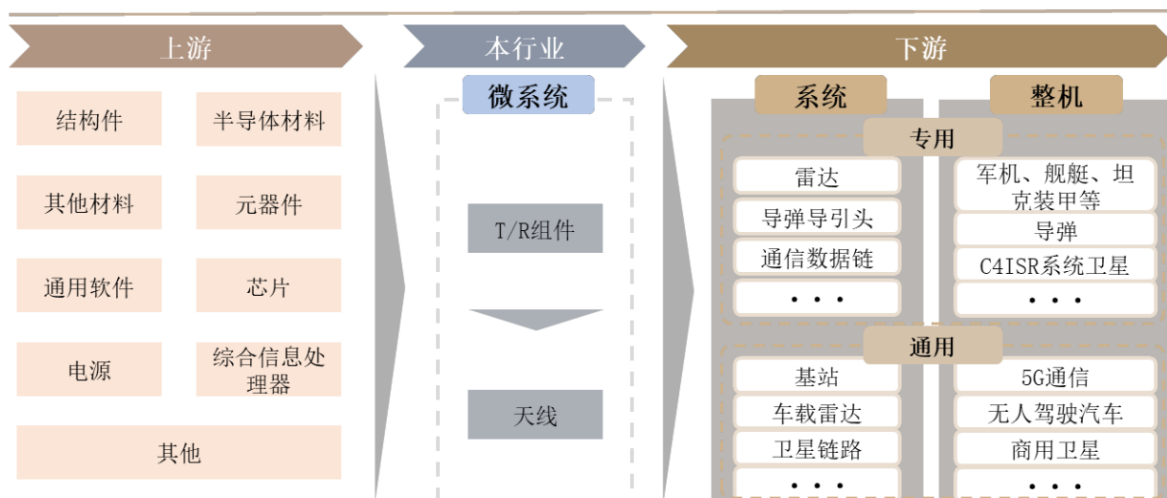 上游
本行业
下游
结构件
半导体材料
其他材料
元器件
通用软件
芯片
电源
综合信息处
理器
其他
微系统
T/R组件
天线
系统
整机
专用
雷达
导弹导引头
通信数据链
• • •
军机、舰艇、坦
克装甲等
导弹
C4ISR系统卫星
• • •
通用
基站
车载雷达
卫星链路
• • •
5G通信
无人驾驶汽车
商用卫星
• • •